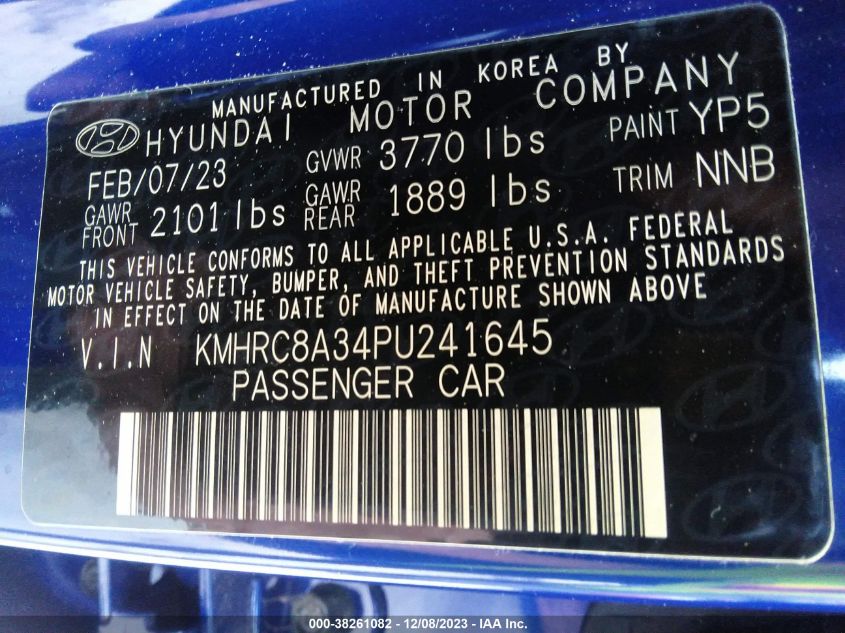 MANUFACTURED IN KOREA BY
HYUNDAI MOTOR COMPANY
FEB/07/23 GVWR 3770 lbs PAINT YP5
GAWR FRONT 2101 lbs GAWR REAR 1889 lbs TRIM NNB
THIS VEHICLE CONFORMS TO ALL APPLICABLE U.S.A. FEDERAL
MOTOR VEHICLE SAFETY, BUMPER, AND THEFT PREVENTION STANDARDS
IN EFFECT ON THE DATE OF MANUFACTURE SHOWN ABOVE
V.I.N KMHRC8A34PU241645
PASSENGER CAR
000-38261082 - 12/08/2023 - IAA Inc.